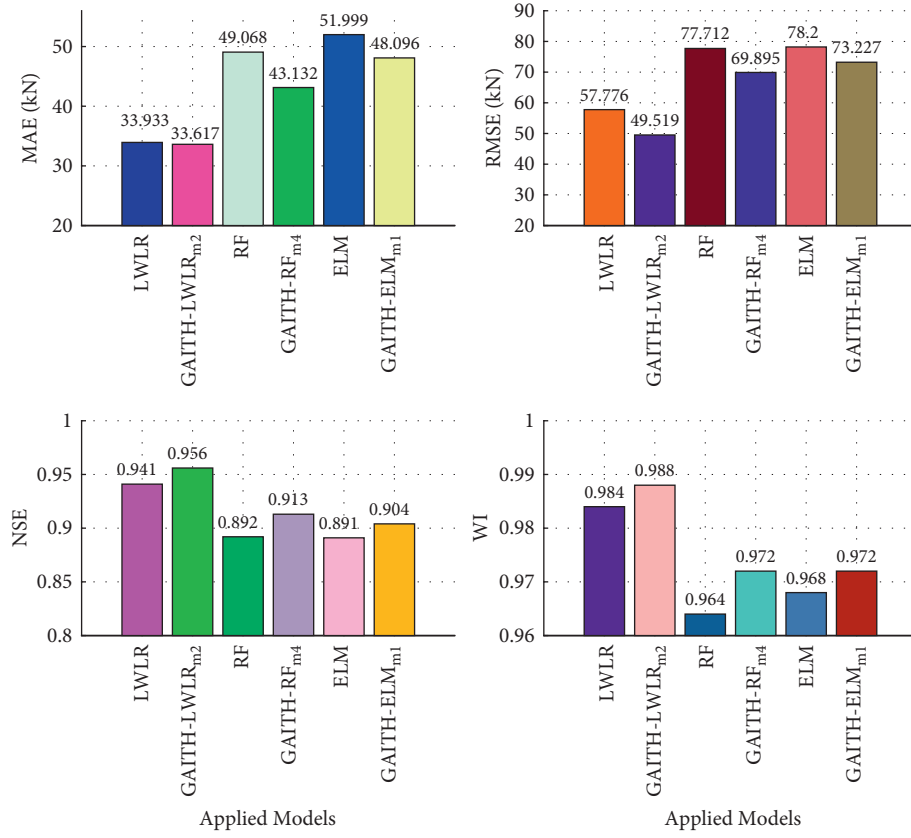 MAE (kN)
50
40
30
20
33.933
33.617
49.068
43.132
51.999
48.096
LWLR
GAITH-LWLRm2
RF
GAITH-RFm4
ELM
GAITH-ELMm1
RMSE (kN)
90
80
70
60
50
40
30
20
57.776
49.519
77.712
69.895
78.2
73.227
LWLR
GAITH-LWLRm2
RF
GAITH-RFm4
ELM
GAITH-ELMm1
NSE
1
0.95
0.9
0.85
0.8
0.941
0.956
0.892
0.913
0.891
0.904
LWLR
GAITH-LWLRm2
RF
GAITH-RFm4
ELM
GAITH-ELMm1
Applied Models
WI
1
0.99
0.98
0.97
0.96
0.984
0.988
0.964
0.972
0.968
0.972
LWLR
GAITH-LWLRm2
RF
GAITH-RFm4
ELM
GAITH-ELMm1
Applied Models